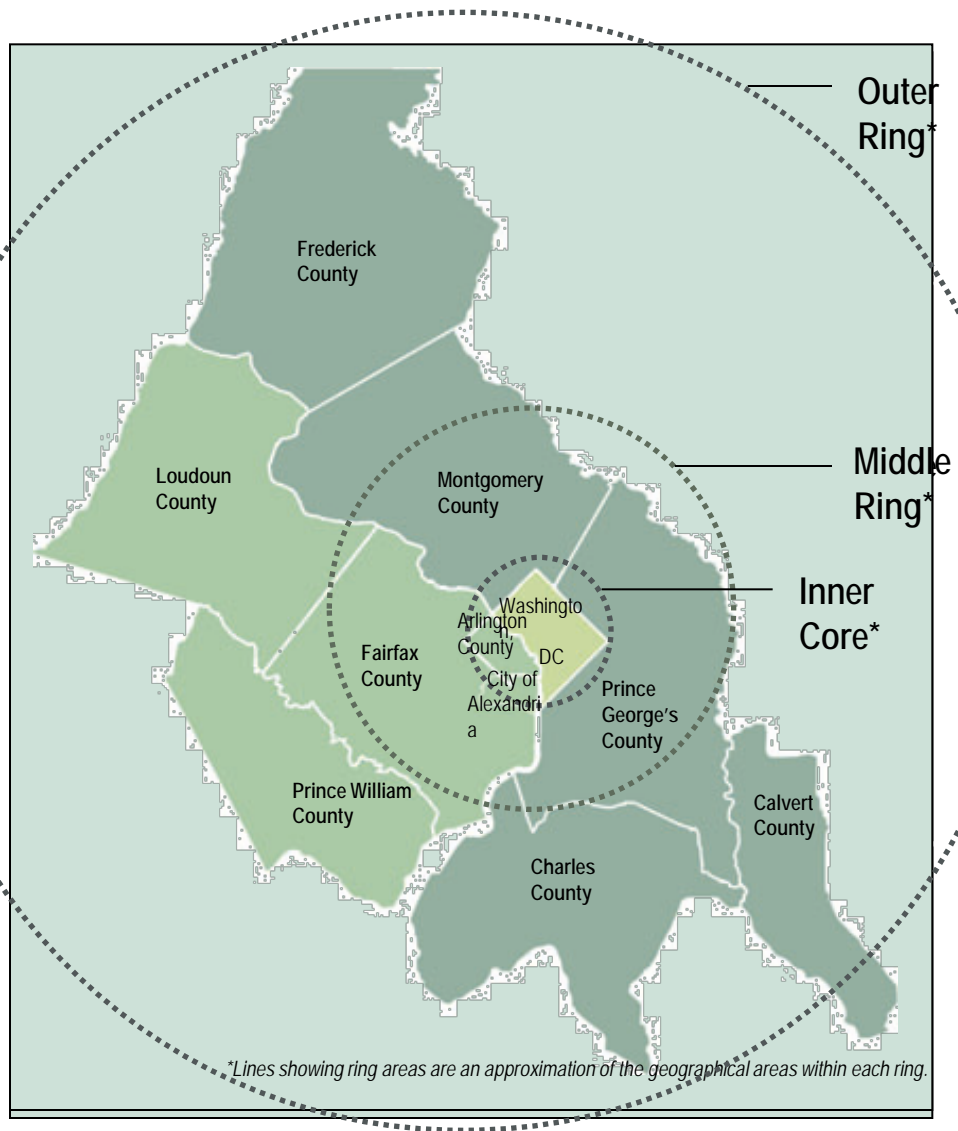 Outer
Ring*
Frederick
County
Loudoun
County
Montgomery
County
Middle
Ring*
Inner
Core*
Washingto
n,
DC
Arlington
County
Fairfax
County
City of
Alexandri
a
Prince
George's
County
Prince William
County
Calvert
County
Charles
County
*Lines showing ring areas are an approximation of the geographical areas within each ring.